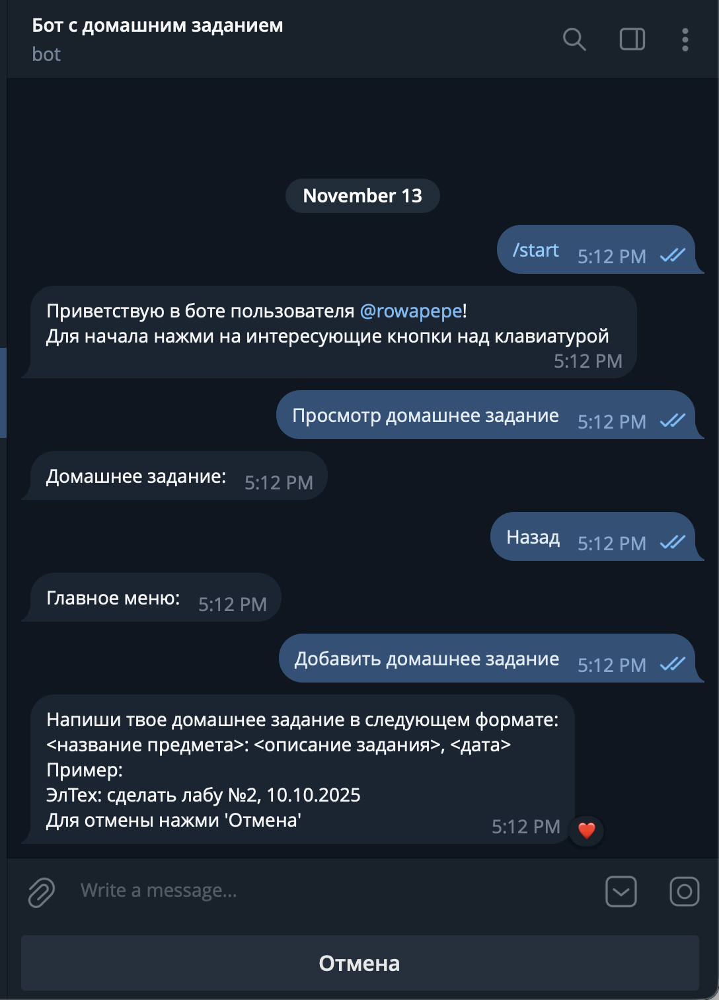 Бот с домашним заданием
bot
November 13
/start 5:12 PM
Приветствую в боте пользователя @rowapepe!
Для начала нажми на интересующие кнопки над клавиатурой
5:12 PM
Просмотр домашнее задание 5:12 PM
Домашнее задание: 5:12 PM
Назад 5:12 PM
Главное меню: 5:12 PM
Добавить домашнее задание 5:12 PM
Напиши твое домашнее задание в следующем формате:
<название предмета>: <описание задания>, <дата>
Пример:
ЭлТех: сделать лабу №2, 10.10.2025
Для отмены нажми 'Отмена' 5:12 PM
Write a message...
Отмена